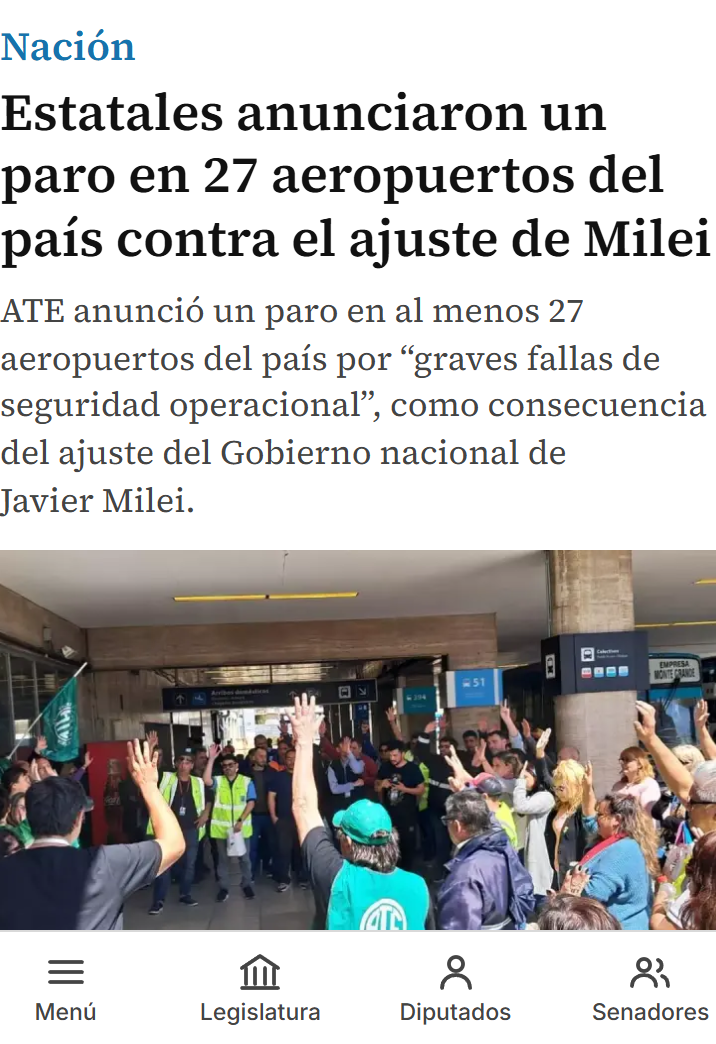 Nación
Estatales anunciaron un
paro en 27 aeropuertos del
país contra el ajuste de Milei
ATE anunció un paro en al menos 27
aeropuertos del país por “graves fallas de
seguridad operacional”, como consecuencia
del ajuste del Gobierno nacional de
Javier Milei.
Arribos domésticos
51
Colectivos
EMPRESA
MONTE GRANDE
ATE
Menú
Legislatura
Diputados
Senadores